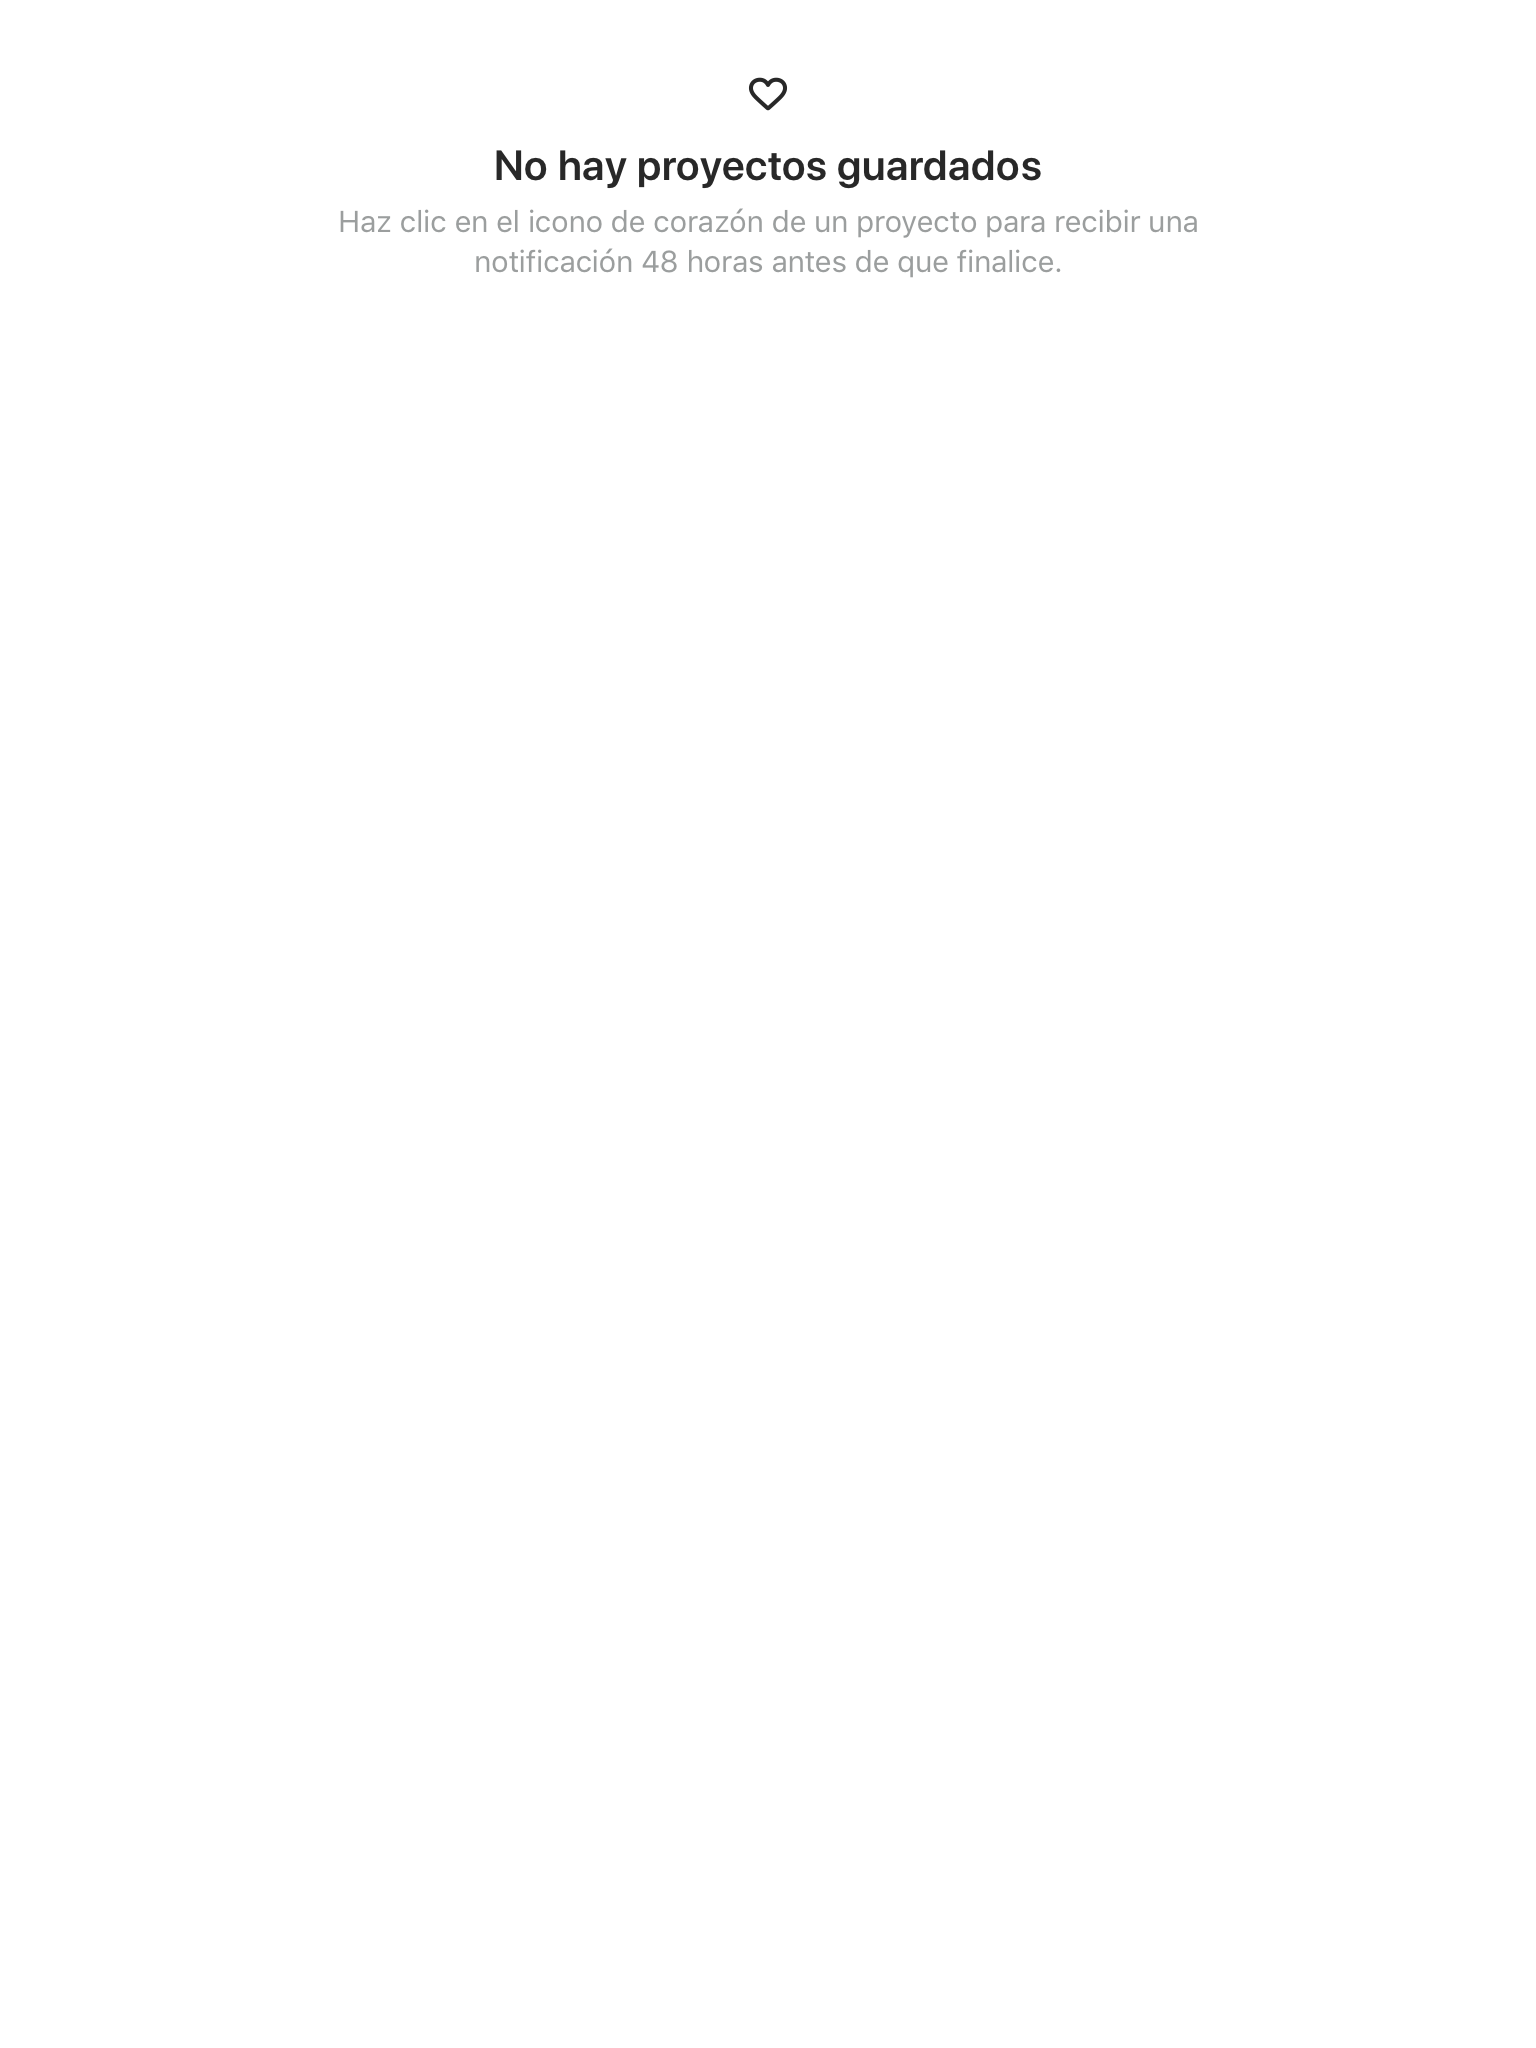 No hay proyectos guardados
Haz clic en el icono de corazón de un proyecto para recibir una
notificación 48 horas antes de que finalice.